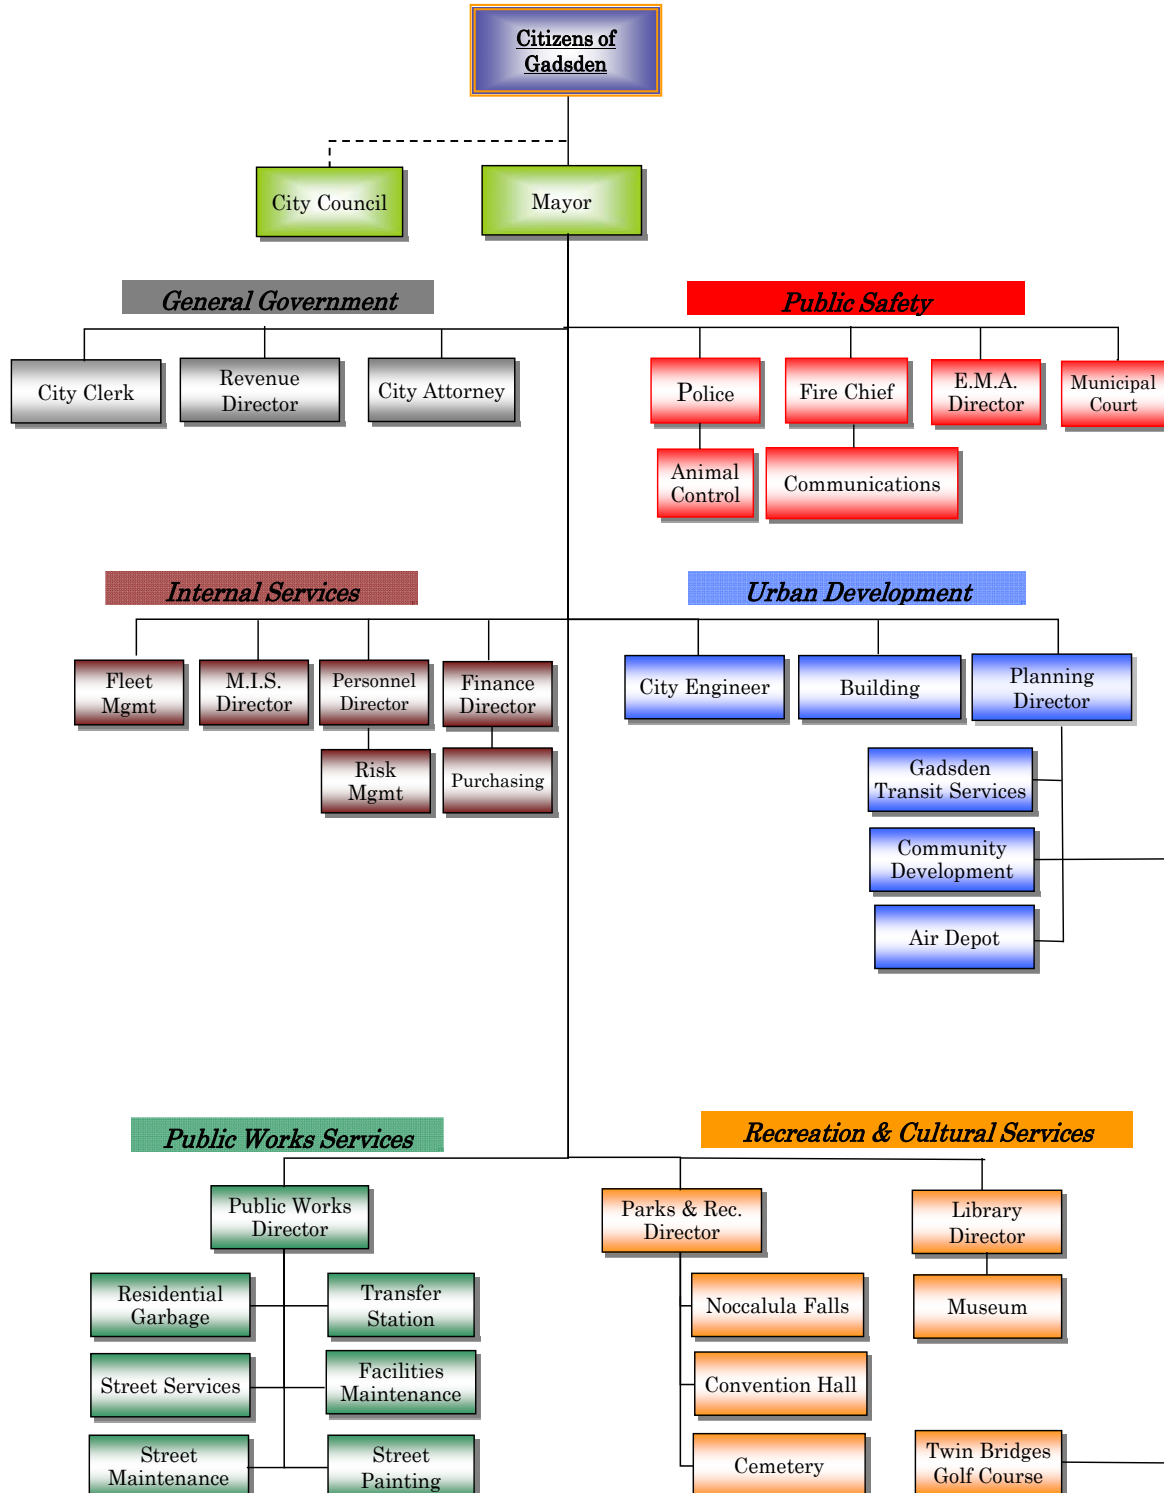 Citizens of
Gadsden
City Council
Mayor
General Government
Public Safety
City Clerk
Revenue
Director
City Attorney
Police
Fire Chief
E.M.A.
Director
Municipal
Court
Animal
Control
Communications
Internal Services
Urban Development
Fleet
Mgmt
M.I.S.
Director
Personnel
Director
Finance
Director
City Engineer
Building
Planning
Director
Risk
Mgmt
Purchasing
Gadsden
Transit Services
Community
Development
Air Depot
Public Works Services
Recreation & Cultural Services
Public Works
Director
Parks & Rec.
Director
Library
Director
Residential
Garbage
Transfer
Station
Noccalula Falls
Museum
Street Services
Facilities
Maintenance
Convention Hall
Street
Maintenance
Street
Painting
Cemetery
Twin Bridges
Golf Course